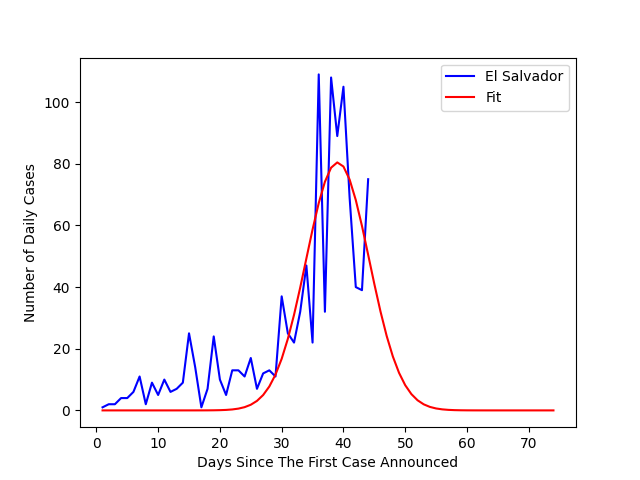 El Salvador
Fit
Number of Daily Cases
100
80
60
40
20
0
0 10 20 30 40 50 60 70
Days Since The First Case Announced